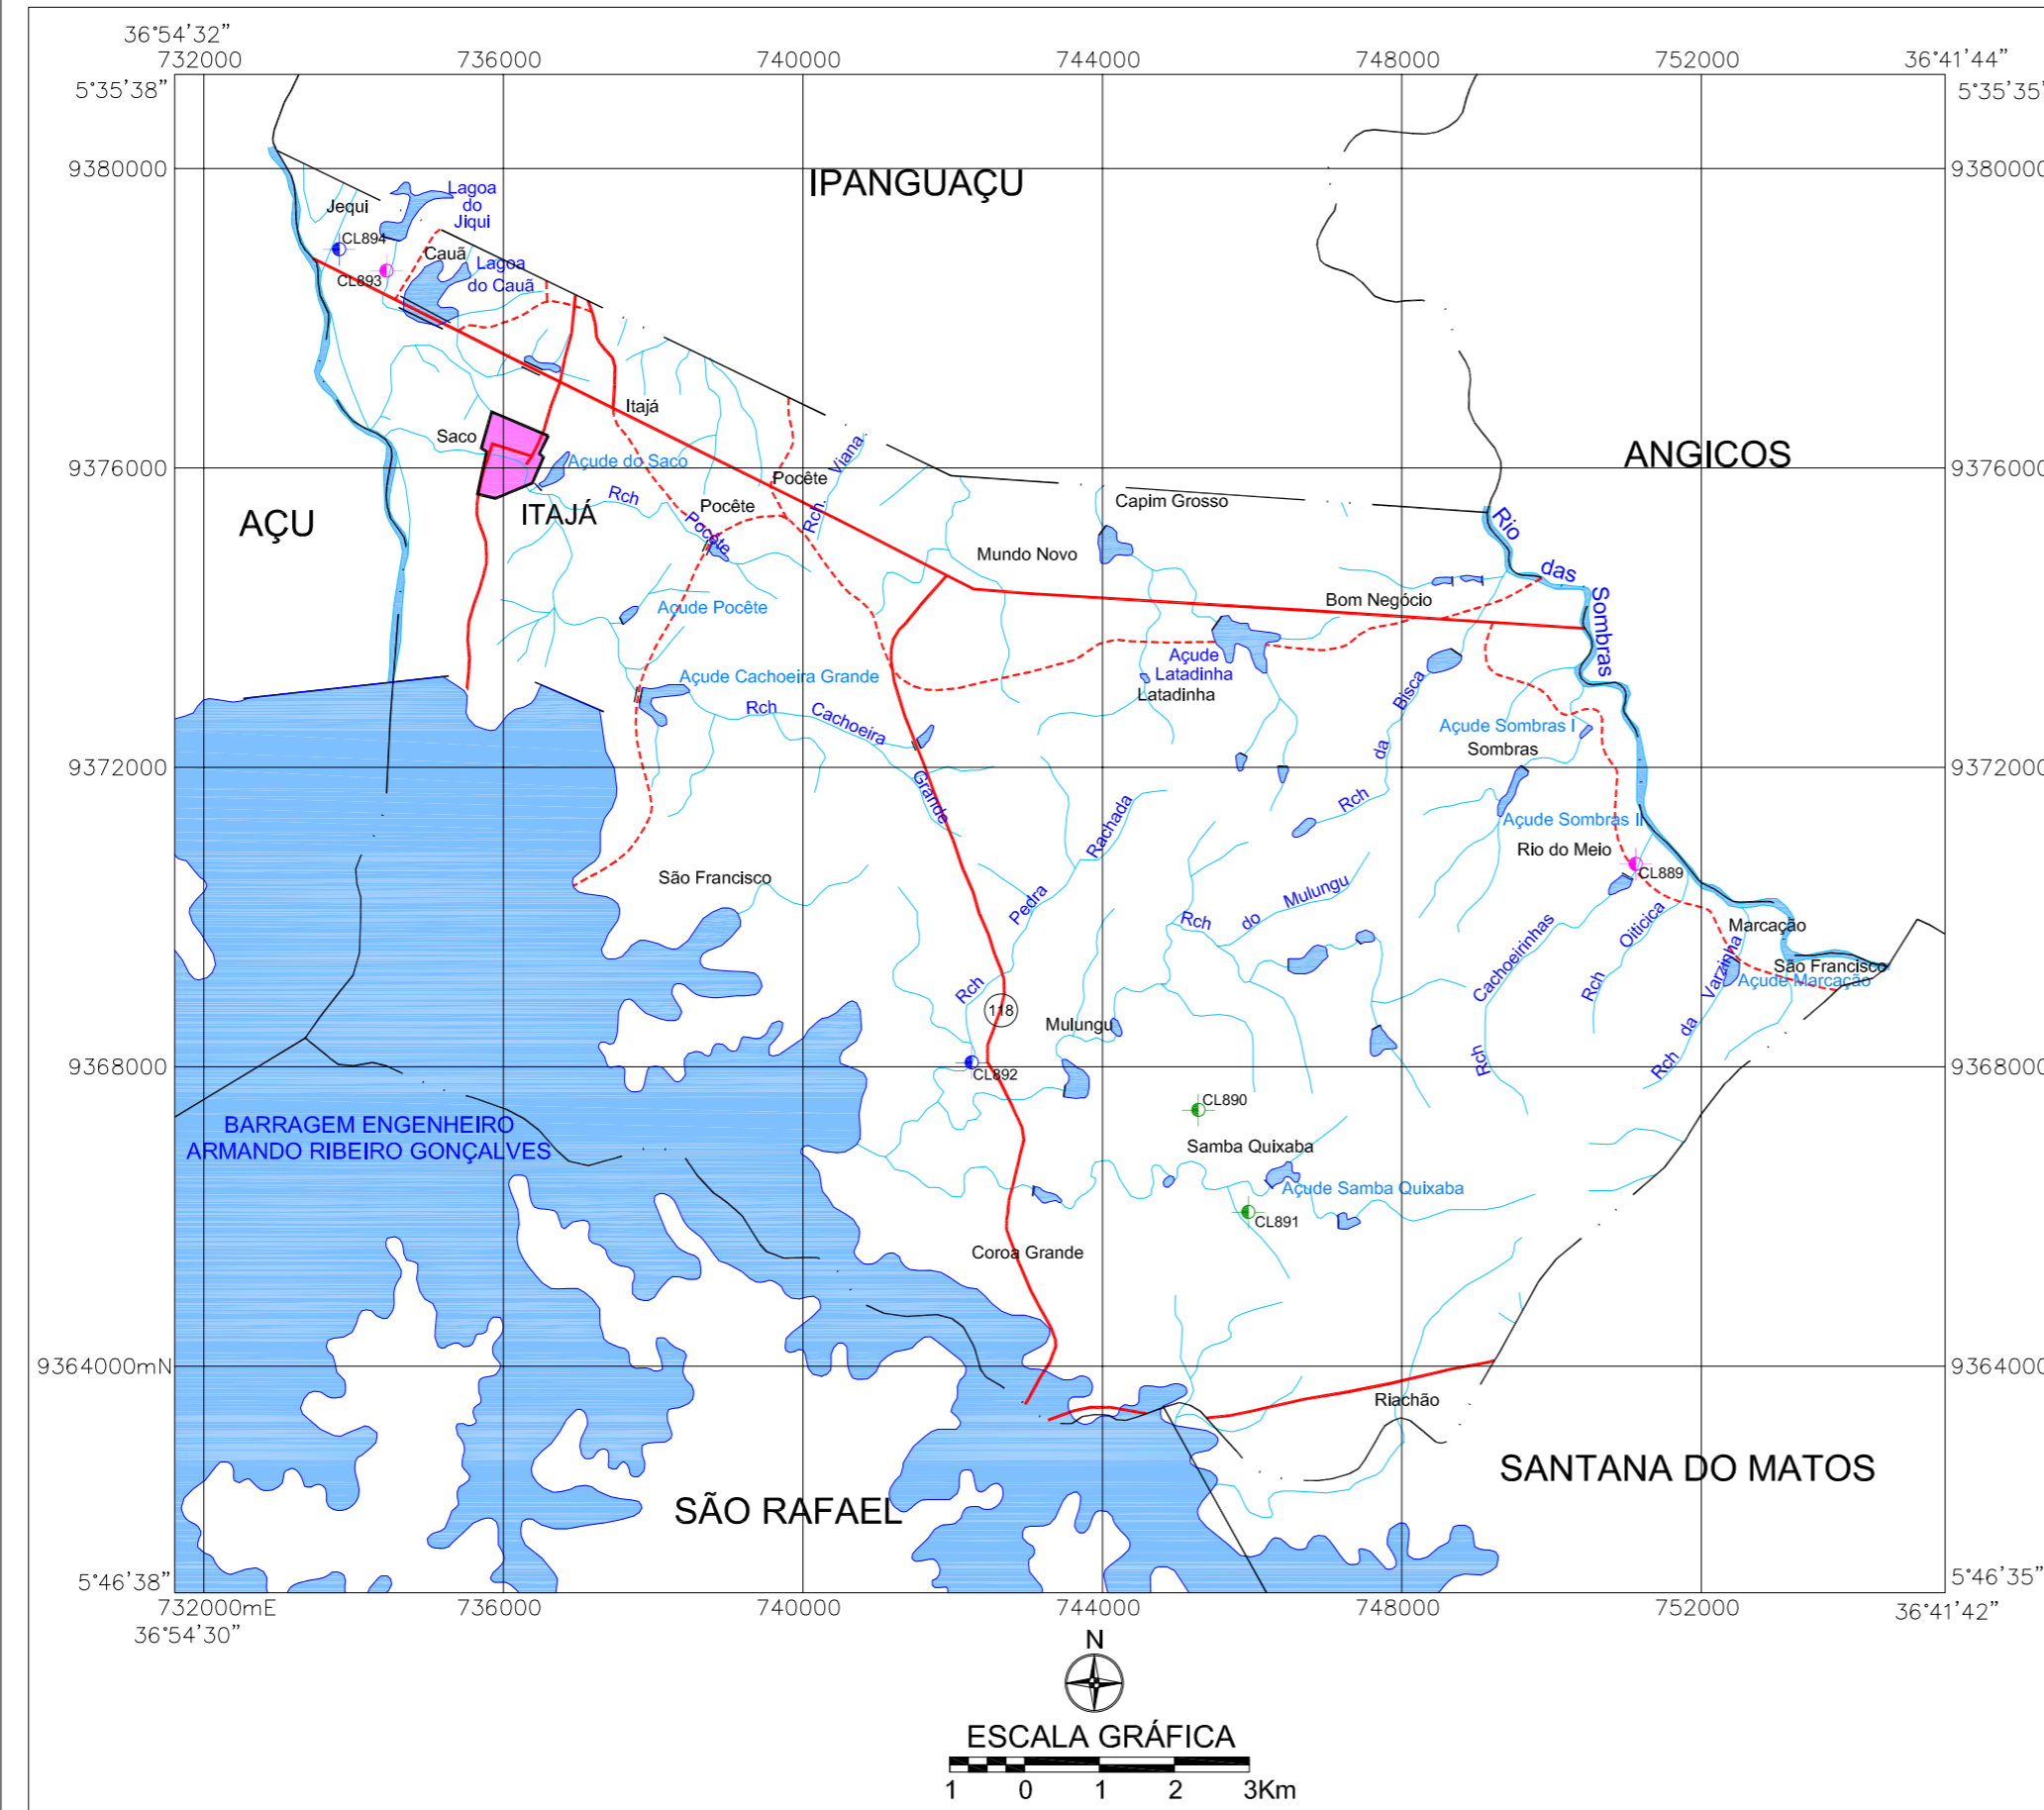 36°54'32"
732000
736000
740000
744000
748000
752000
36°41'44"
5°35'38"
5°35'35'
9380000
IPANGUAÇU
9380000
Lagoa
do
Jiqui
Jequi
CL894
Cauã
Lagoa
do Cauã
CL893
Itajá
Saco
Açude do Saco
9376000
ANGICOS
9376000
Rch. Viana
Pocête
Pocête
Rch Pocête
Capim Grosso
AÇU
ITAJÁ
Mundo Novo
Rio das Sombras
Bom Negócio
Açude Pocête
Açude
Latadinha
Latadinha
Açude Cachoeira Grande
Rch Cachoeira Grande
Rch da Bisca
Açude Sombras I
Sombras
9372000
9372000
Açude Sombras II
Rio do Meio
CL889
São Francisco
Rch Pedra Rachada
Rch do Mulungu
Rch Cachoeirinhas
Rch Oiticica
Rch da Varzinha
Marcação
São Francisco
Açude Marcação
118
Mulungu
9368000
CL892
9368000
CL890
BARRAGEM ENGENHEIRO
ARMANDO RIBEIRO GONÇALVES
Samba Quixaba
Açude Samba Quixaba
CL891
Coroa Grande
9364000mN
9364000
Riachão
SANTANA DO MATOS
SÃO RAFAEL
5°46'38"
5°46'35"
732000mE
736000
740000
744000
748000
752000
36°41'42"
36°54'30"
N
ESCALA GRÁFICA
1 0 1 2 3Km